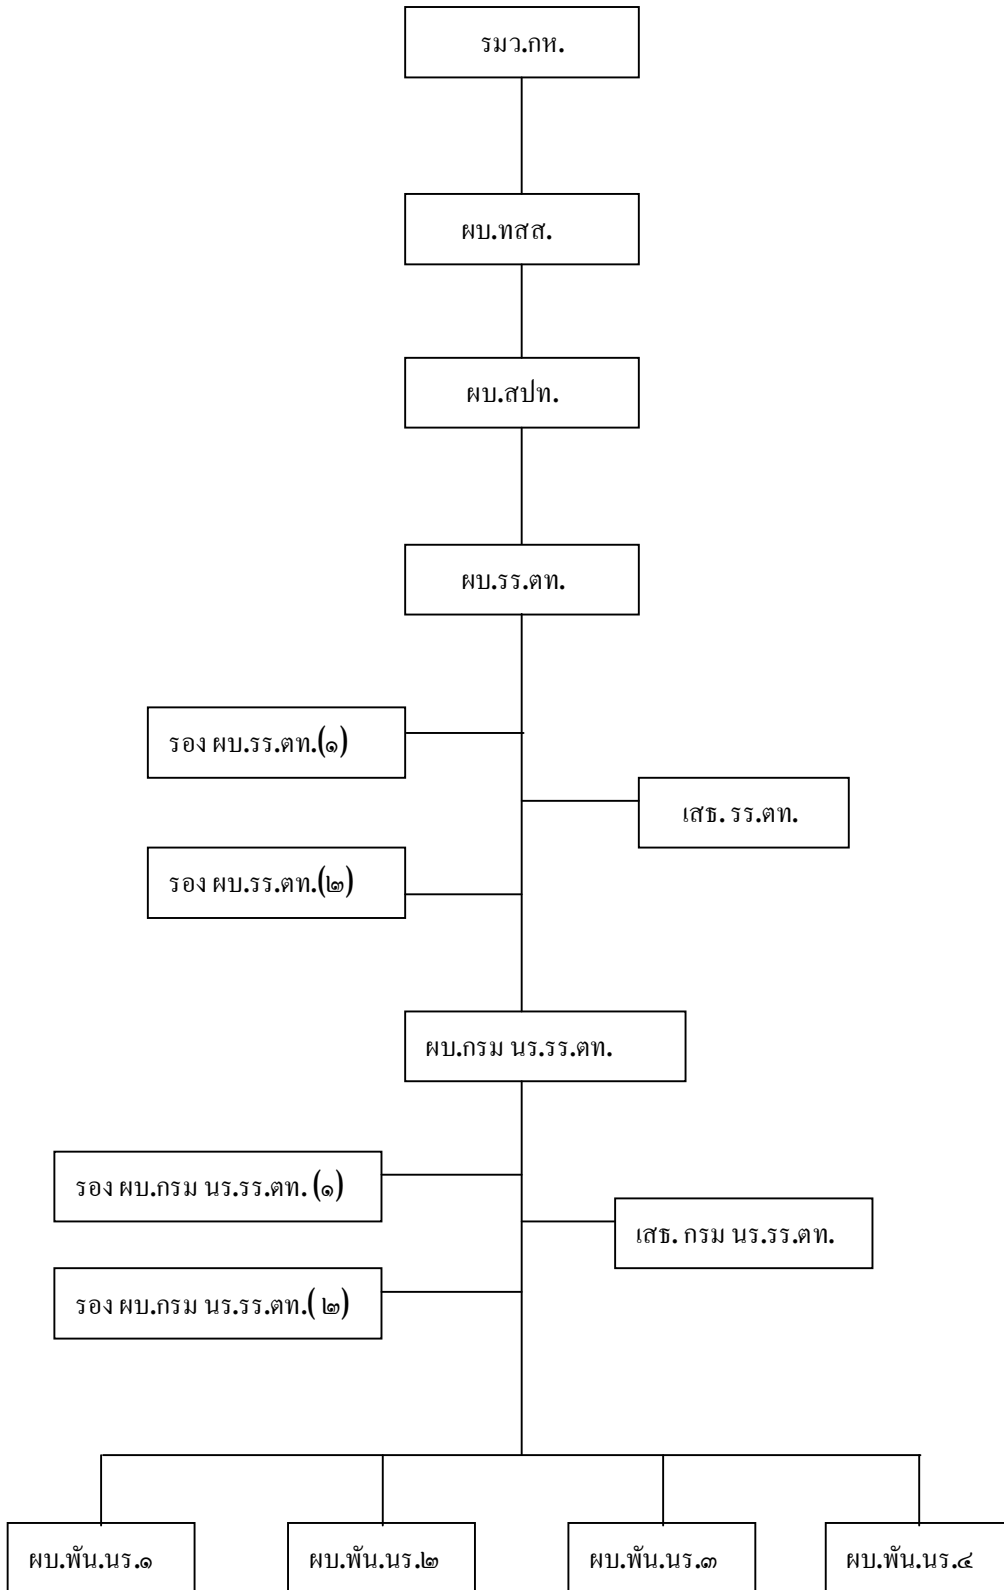 รมว.กห.
ผบ.ทสส.
ผบ.สปท.
ผบ.รร.ตท.
รอง ผบ.รร.ตท.(๑)
เสธ. รร.ตท.
รอง ผบ.รร.ตท.(๒)
ผบ.กรม นร.รร.ตท.
รอง ผบ.กรม นร.รร.ตท. (๑)
เสธ. กรม นร.รร.ตท.
รอง ผบ.กรม นร.รร.ตท.( ๒)
ผบ.พัน.นร.๑
ผบ.พัน.นร.๒
ผบ.พัน.นร.๓
ผบ.พัน.นร.๔